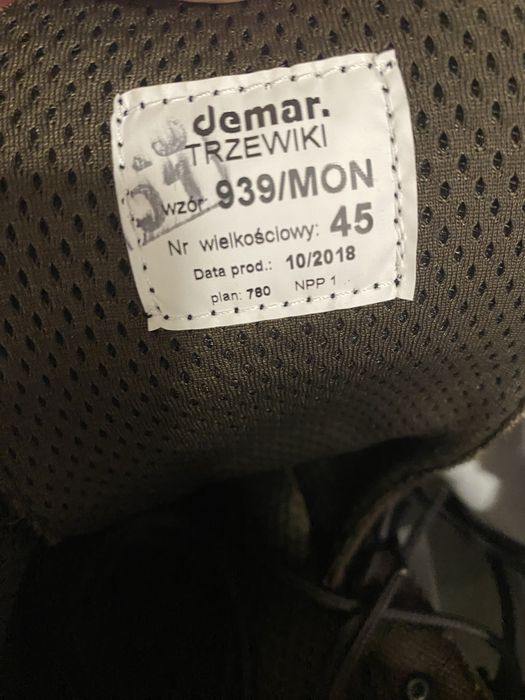 demar.
TRZEWIKI
wzór 939/MON
Nr wielkościowy: 45
Data prod.: 10/2018
plan: 780 NPP 1